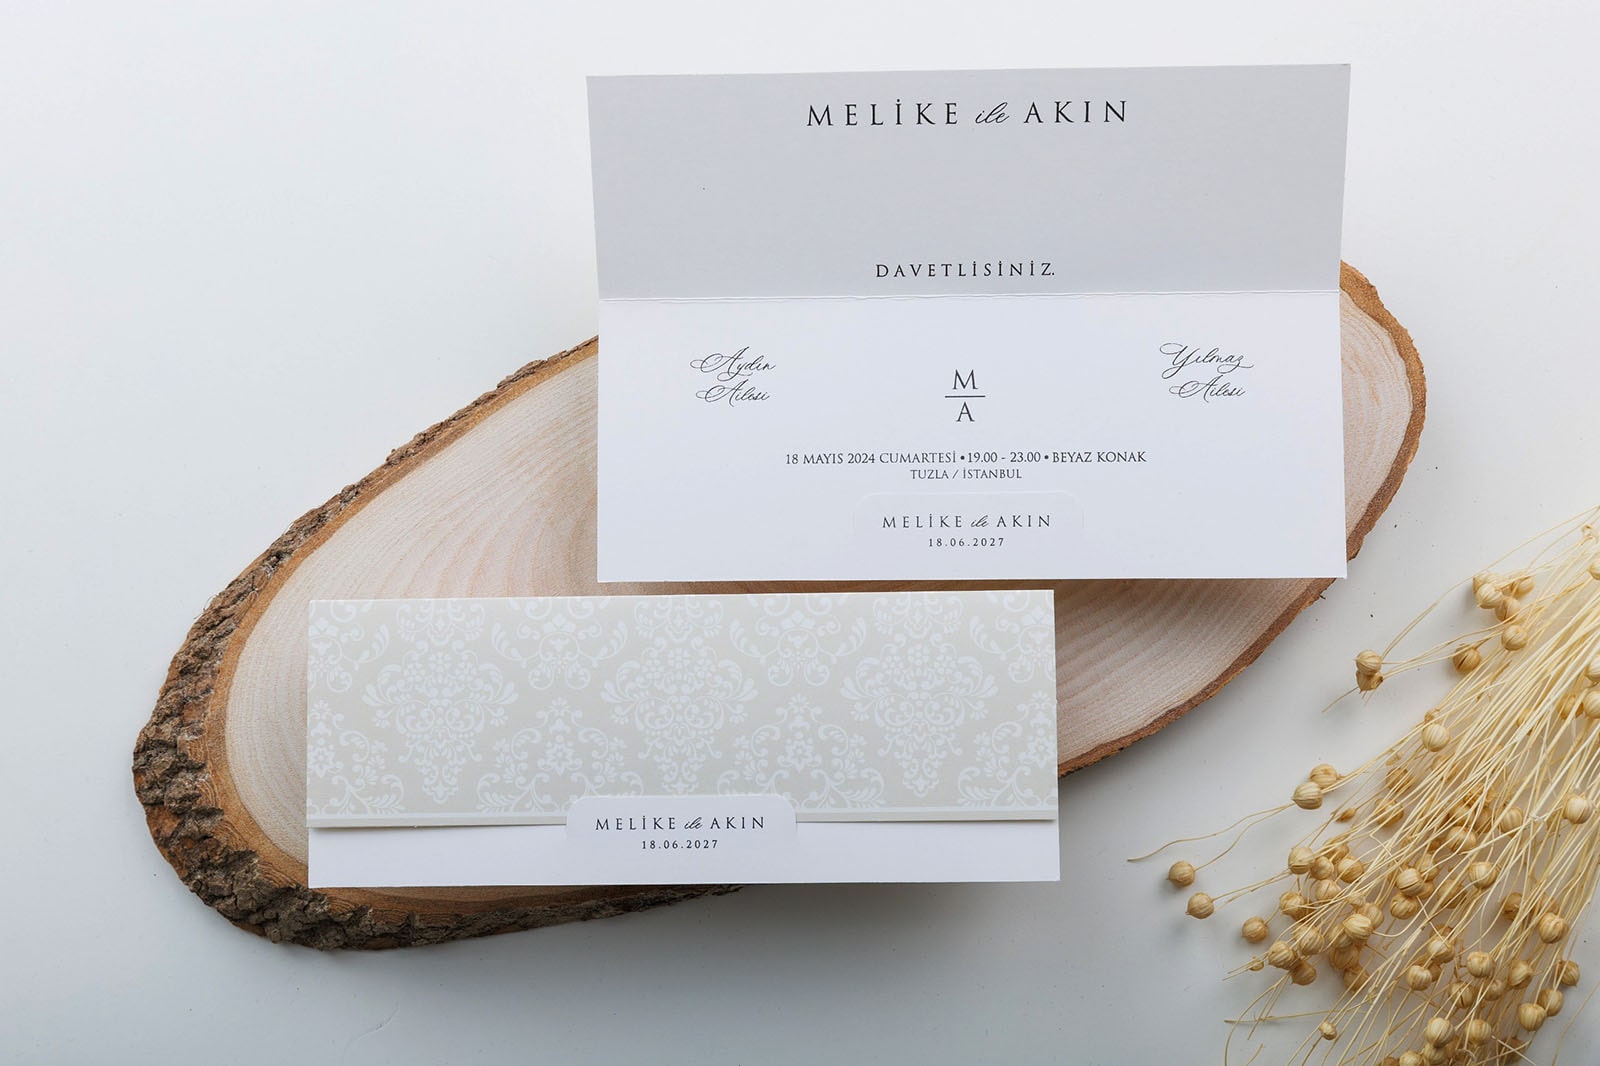 MELİKE ile AKIN
DAVETLİSİNİZ.
Aydın
Ailesi
Yılmaz
Ailesi
M
A
18 MAYIS 2024 CUMARTESİ • 19.00 - 23.00 • BEYAZ KONAK
TUZLA / İSTANBUL
MELİKE ile AKIN
18.06.2027
MELİKE ile AKIN
18.06.2027